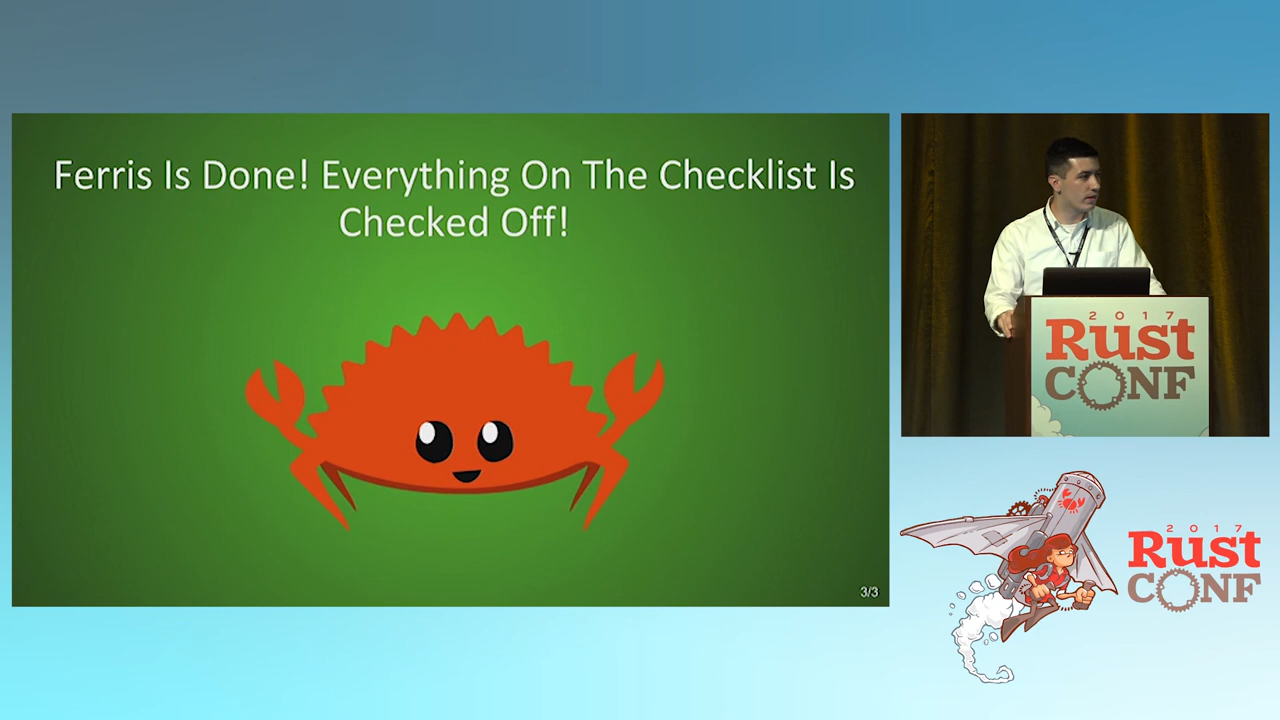 Ferris Is Done! Everything On The Checklist Is
Checked Off!
3/3
2017
Rust
CONF
2017
Rust
CONF